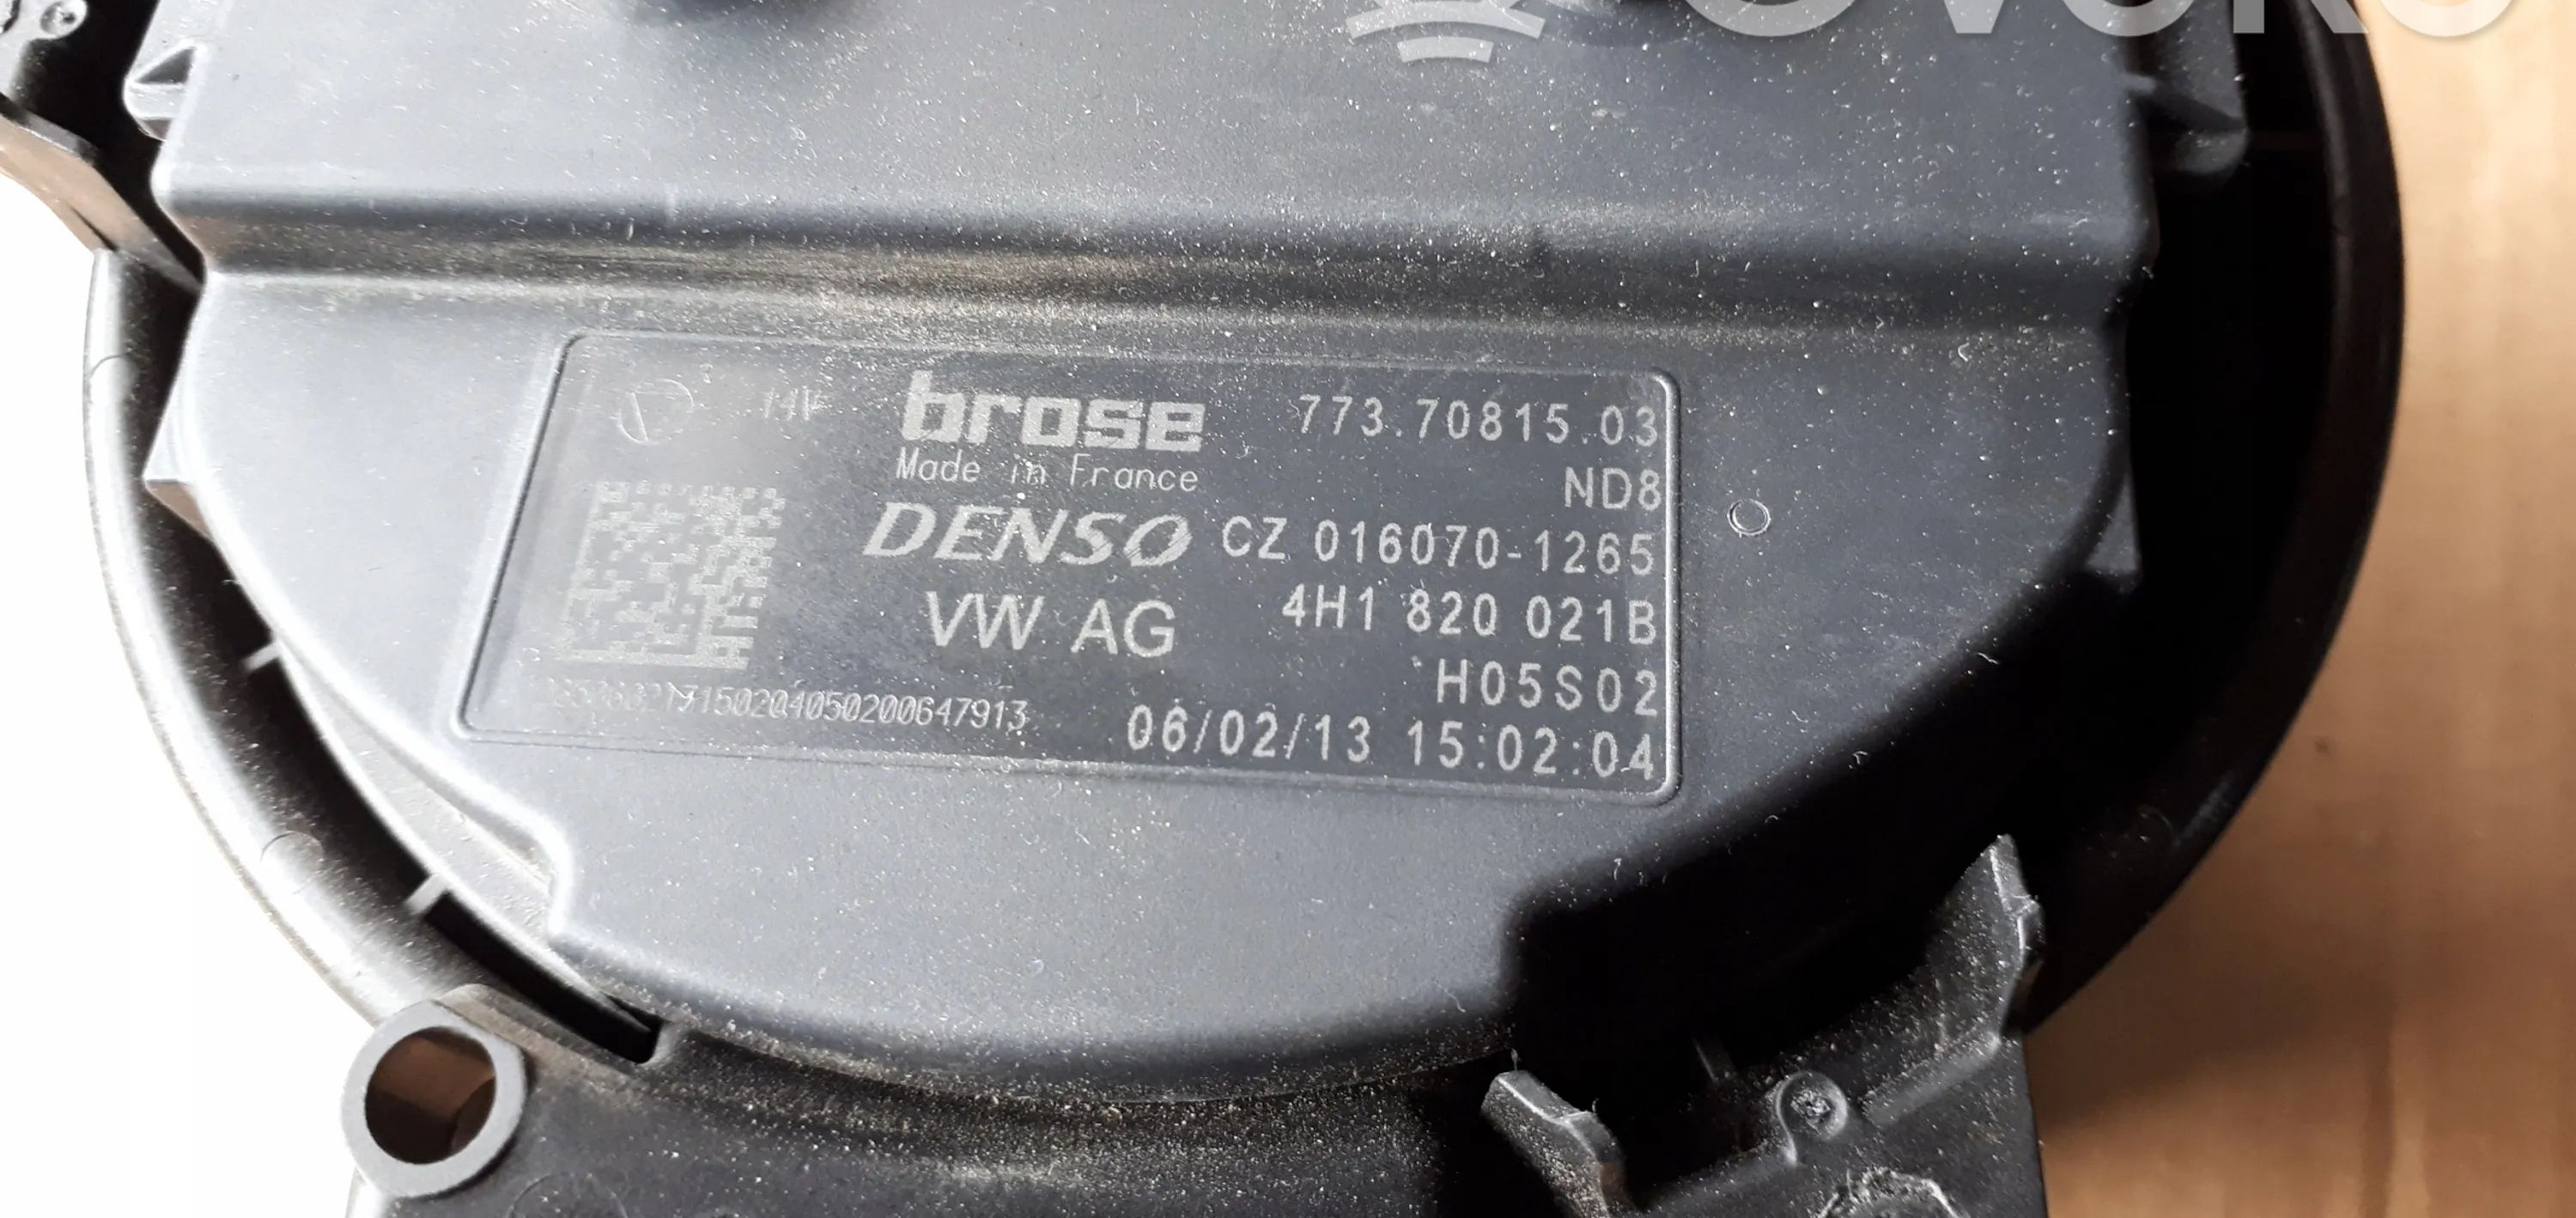 brose 773.70815.03
Made in France
ND8
DENSO CZ 016070-1265
VW AG 4H1 820 021B
H05S02
06/02/13 15:02:04